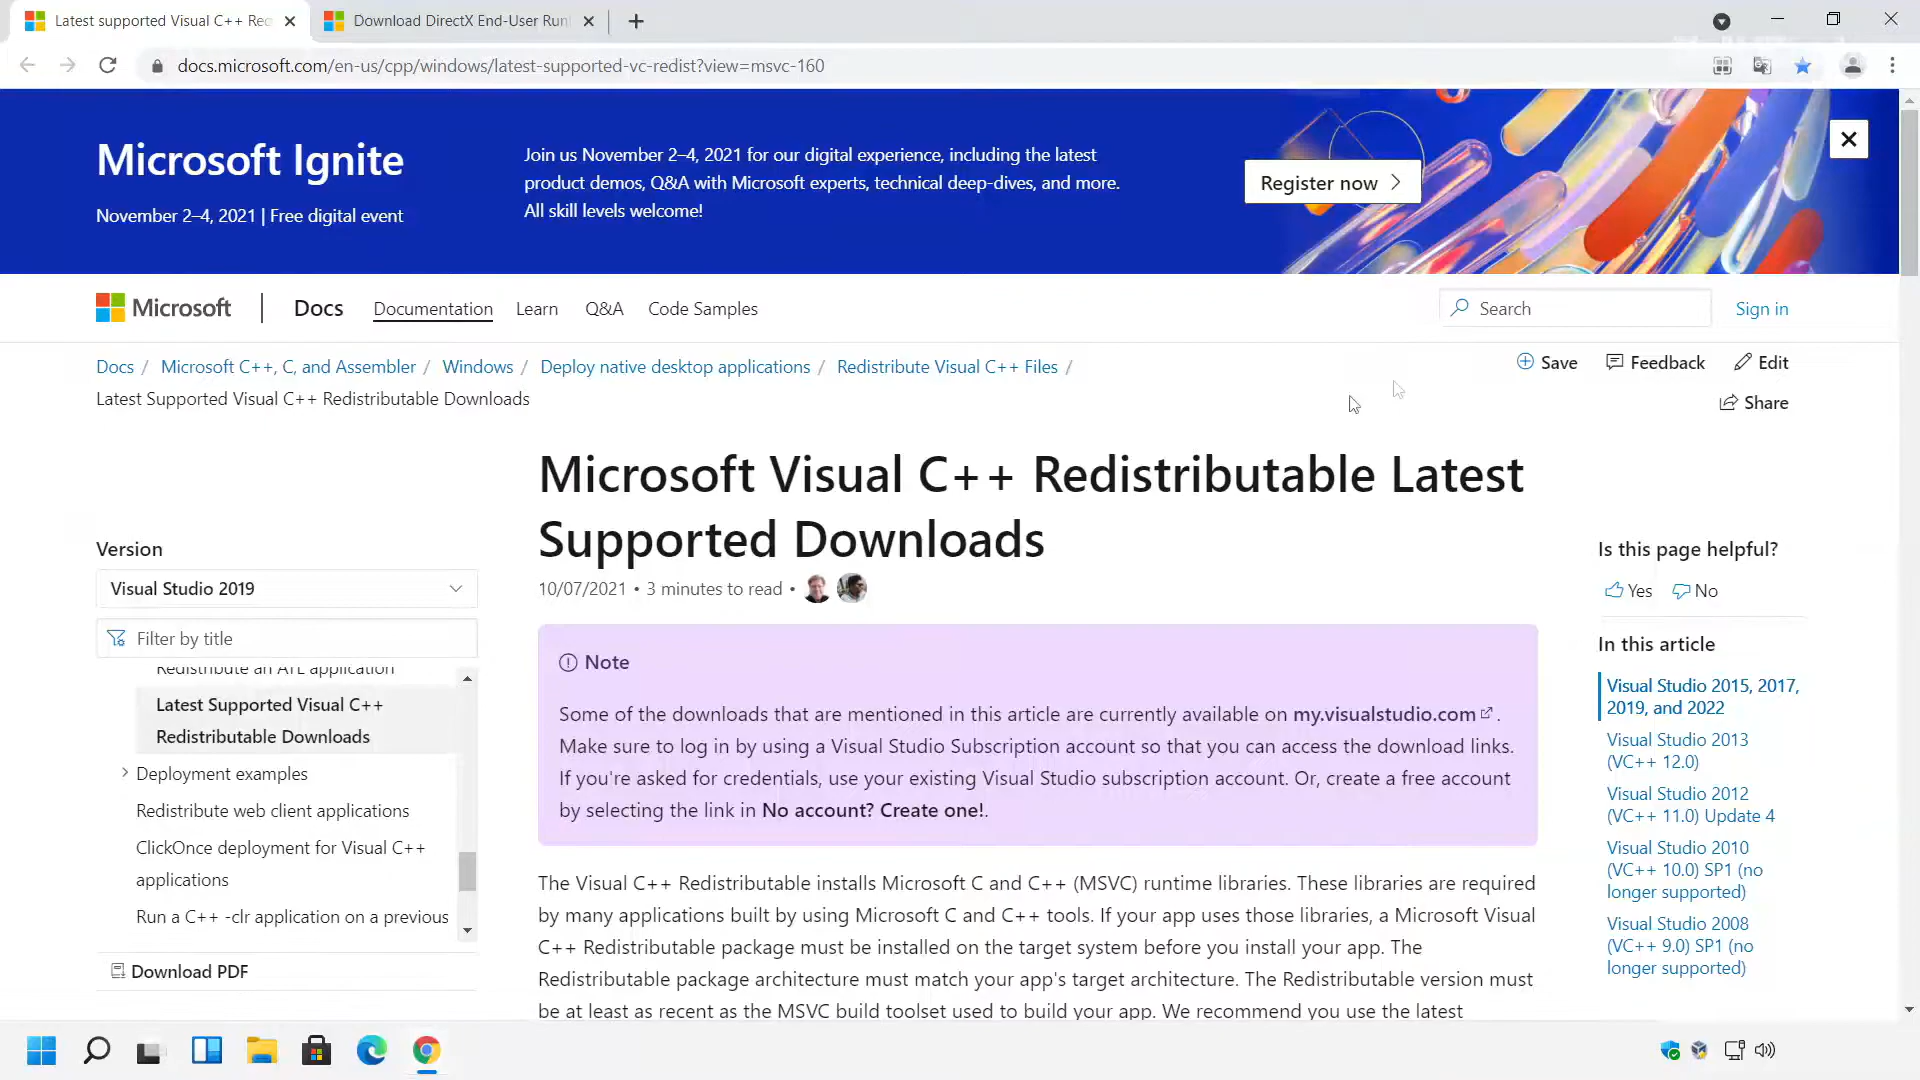 Latest supported Visual C++ Red
Download DirectX End-User Run
docs.microsoft.com/en-us/cpp/windows/latest-supported-vc-redist?view=msvc-160
Microsoft Ignite
November 2–4, 2021 | Free digital event
Join us November 2–4, 2021 for our digital experience, including the latest
product demos, Q&A with Microsoft experts, technical deep-dives, and more.
All skill levels welcome!
Register now
Microsoft
Docs
Documentation
Learn
Q&A
Code Samples
Search
Sign in
Docs / Microsoft C++, C, and Assembler / Windows / Deploy native desktop applications / Redistribute Visual C++ Files /
Latest Supported Visual C++ Redistributable Downloads
Save
Feedback
Edit
Share
Microsoft Visual C++ Redistributable Latest
Supported Downloads
10/07/2021 • 3 minutes to read •
Version
Visual Studio 2019
Filter by title
Redistribute an ATL application
Latest Supported Visual C++
Redistributable Downloads
Deployment examples
Redistribute web client applications
ClickOnce deployment for Visual C++
applications
Run a C++ -clr application on a previous
Download PDF
Note
Some of the downloads that are mentioned in this article are currently available on my.visualstudio.com .
Make sure to log in by using a Visual Studio Subscription account so that you can access the download links.
If you're asked for credentials, use your existing Visual Studio subscription account. Or, create a free account
by selecting the link in No account? Create one!.
The Visual C++ Redistributable installs Microsoft C and C++ (MSVC) runtime libraries. These libraries are required
by many applications built by using Microsoft C and C++ tools. If your app uses those libraries, a Microsoft Visual
C++ Redistributable package must be installed on the target system before you install your app. The
Redistributable package architecture must match your app's target architecture. The Redistributable version must
be at least as recent as the MSVC build toolset used to build your app. We recommend you use the latest
Is this page helpful?
Yes
No
In this article
Visual Studio 2015, 2017,
2019, and 2022
Visual Studio 2013
(VC++ 12.0)
Visual Studio 2012
(VC++ 11.0) Update 4
Visual Studio 2010
(VC++ 10.0) SP1 (no
longer supported)
Visual Studio 2008
(VC++ 9.0) SP1 (no
longer supported)